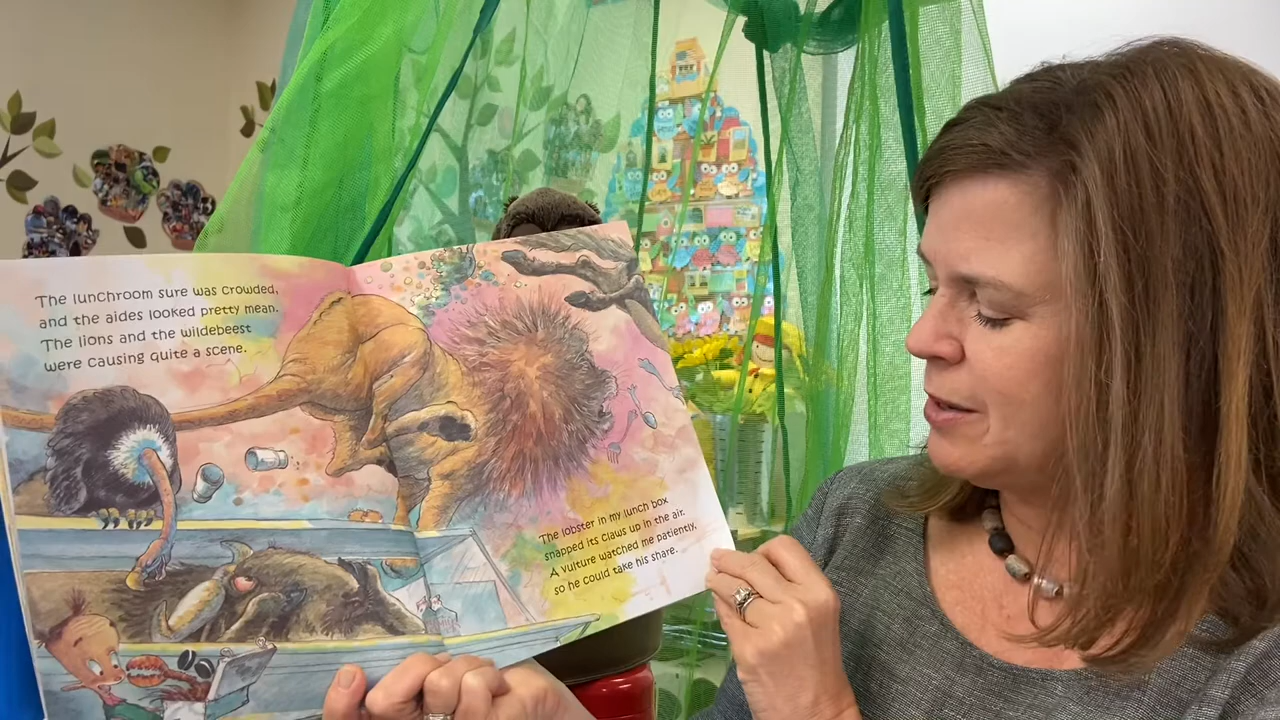 The lunchroom sure was crowded,
and the aides looked pretty mean.
The lions and the wildebeest
were causing quite a scene.
The lobster in my lunch box
snapped its claws up in the air.
A vulture watched me patiently,
so he could take his share.